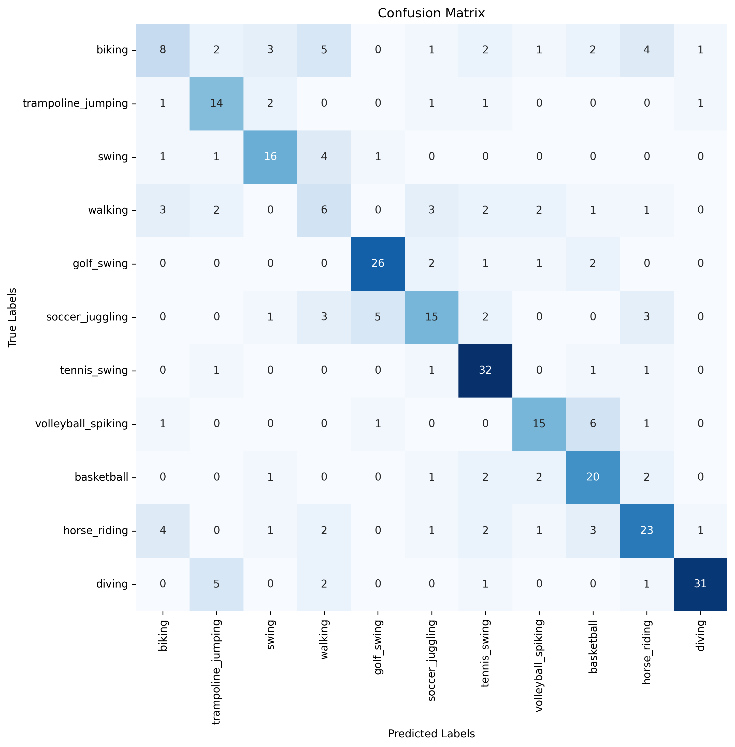 Confusion Matrix
True Labels
biking 8 2 3 5 0 1 2 1 2 4 1
trampoline_jumping 1 14 2 0 0 1 1 0 0 0 1
swing 1 1 16 4 1 0 0 0 0 0 0
walking 3 2 0 6 0 3 2 2 1 1 0
golf_swing 0 0 0 0 26 2 1 1 2 0 0
soccer_juggling 0 0 1 3 5 15 2 0 0 3 0
tennis_swing 0 1 0 0 0 1 32 0 1 1 0
volleyball_spiking 1 0 0 0 1 0 0 15 6 1 0
basketball 0 0 1 0 0 1 2 2 20 2 0
horse_riding 4 0 1 2 0 1 2 1 3 23 1
diving 0 5 0 2 0 0 1 0 0 1 31
biking
trampoline_jumping
swing
walking
golf_swing
soccer_juggling
tennis_swing
volleyball_spiking
basketball
horse_riding
diving
Predicted Labels